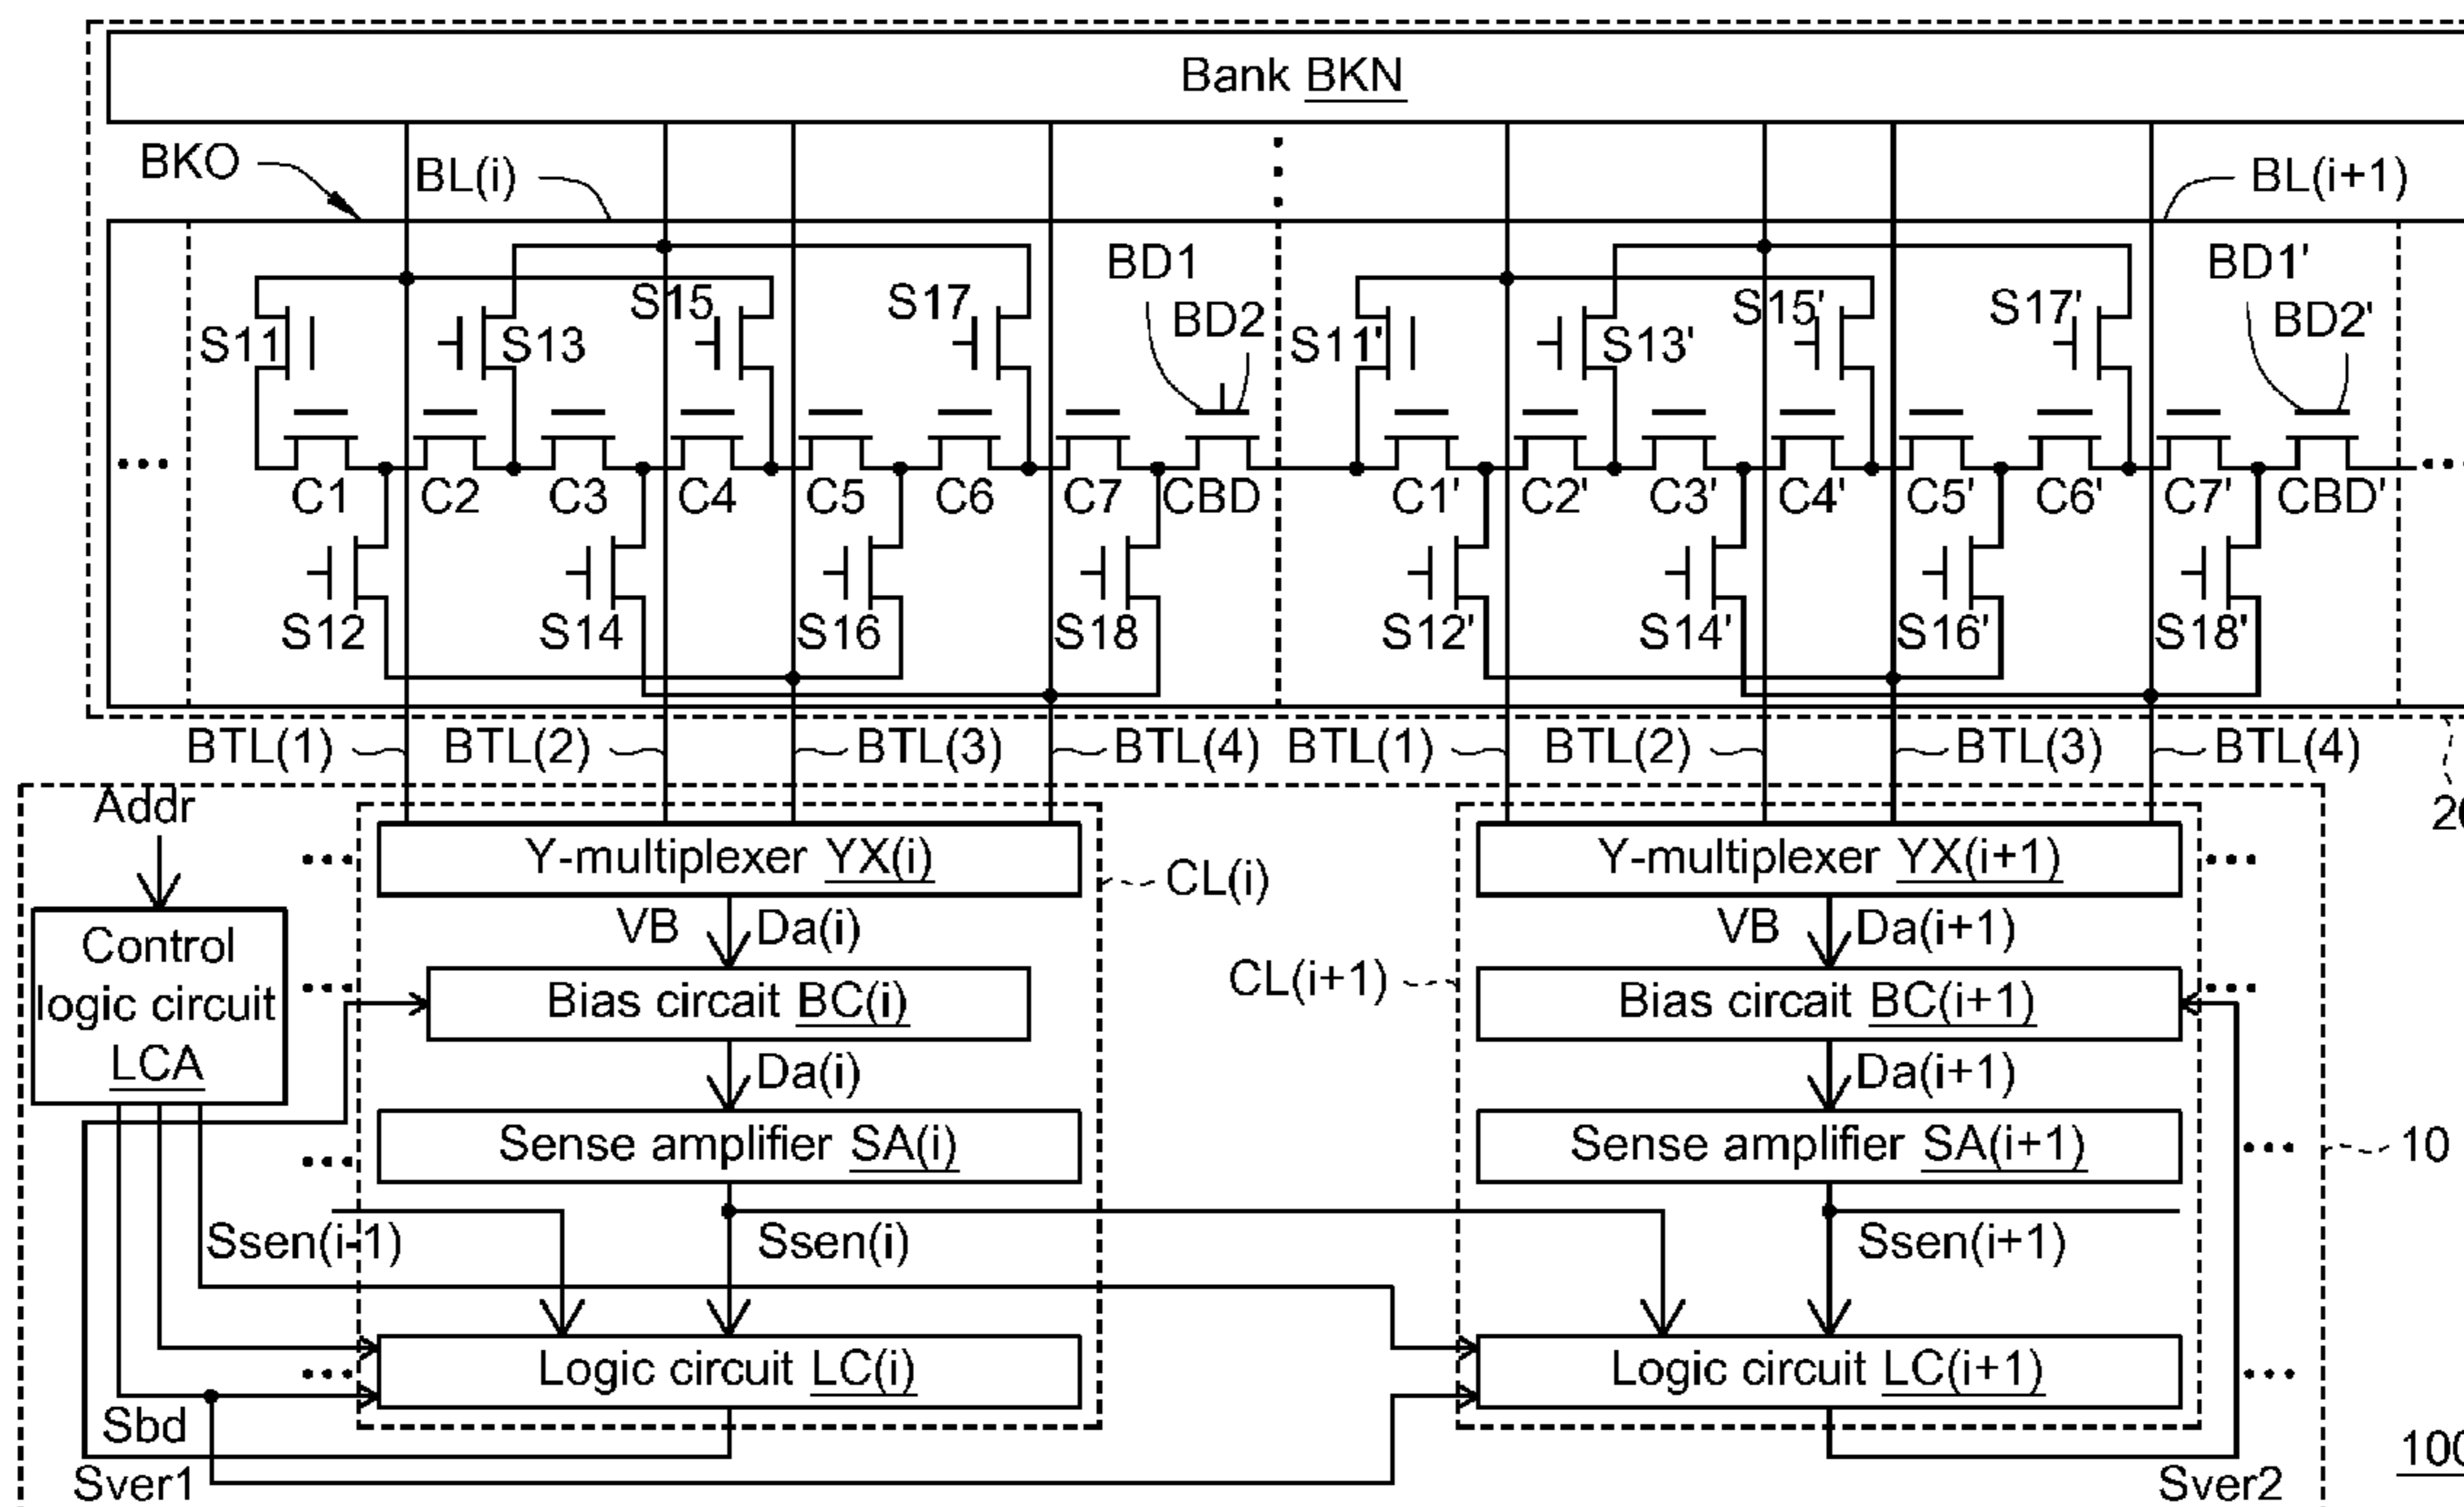 Bank BKN
BKO
BL(i)
BL(i+1)
BD1
BD2
BD1'
BD2'
S11
S13
S15
S17
S11'
S13'
S15'
S17'
C1
C2
C3
C4
C5
C6
C7
CBD
C1'
C2'
C3'
C4'
C5'
C6'
C7'
CBD'
S12
S14
S16
S18
S12'
S14'
S16'
S18'
BTL(1)
BTL(2)
BTL(3)
BTL(4)
BTL(1)
BTL(2)
BTL(3)
BTL(4)
Addr
Control
logic circuit
LCA
Y-multiplexer YX(i)
CL(i)
Y-multiplexer YX(i+1)
VB
Da(i)
VB
Da(i+1)
Bias circait BC(i)
CL(i+1)
Bias circait BC(i+1)
Da(i)
Da(i+1)
Sense amplifier SA(i)
Sense amplifier SA(i+1)
10
Ssen(i-1)
Ssen(i)
Ssen(i+1)
Logic circuit LC(i)
Logic circuit LC(i+1)
Sbd
Sver1
Sver2
100